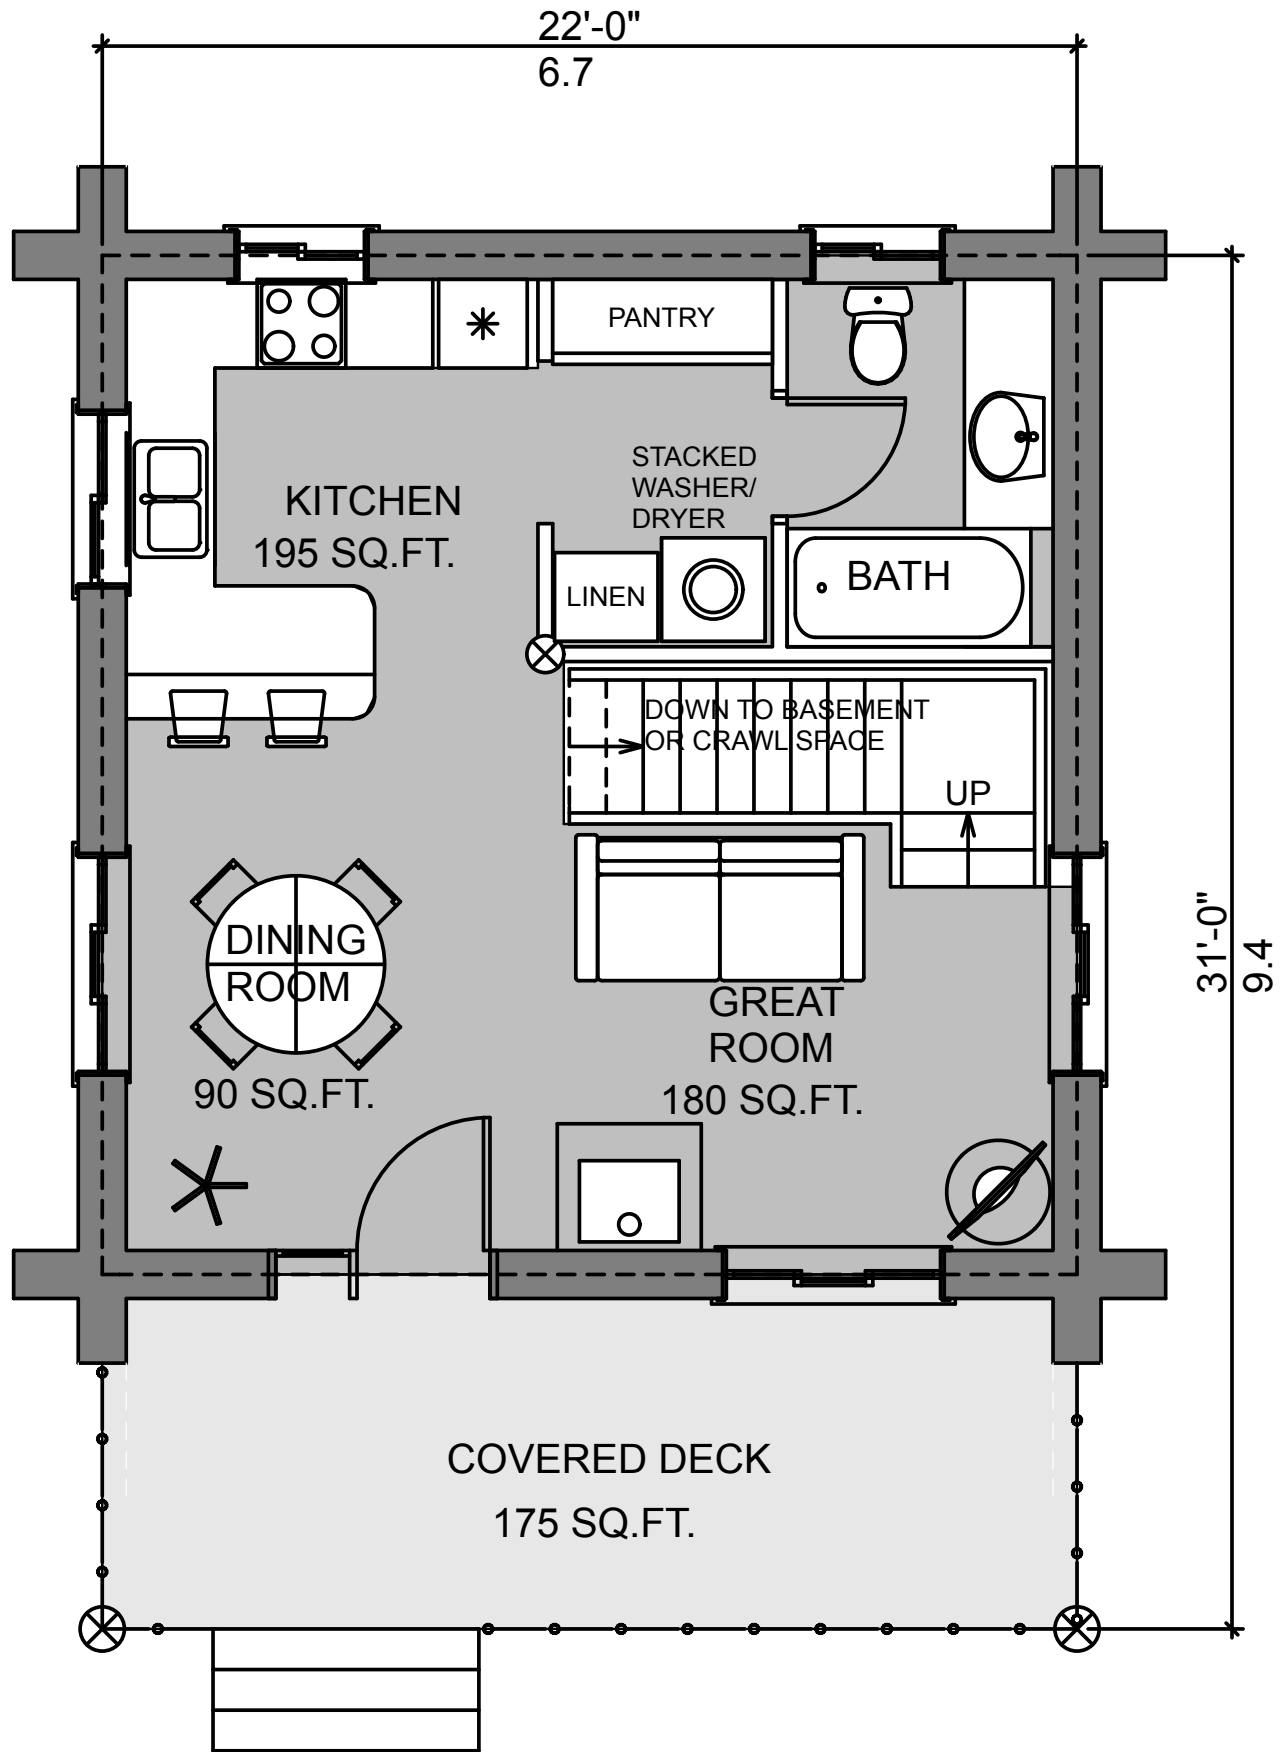 22'-0"
6.7
PANTRY
STACKED
WASHER/
DRYER
KITCHEN
195 SQ.FT.
LINEN
BATH
DOWN TO BASEMENT
OR CRAWL SPACE
UP
DINING
ROOM
90 SQ.FT.
GREAT
ROOM
180 SQ.FT.
31'-0"
9.4
COVERED DECK
175 SQ.FT.